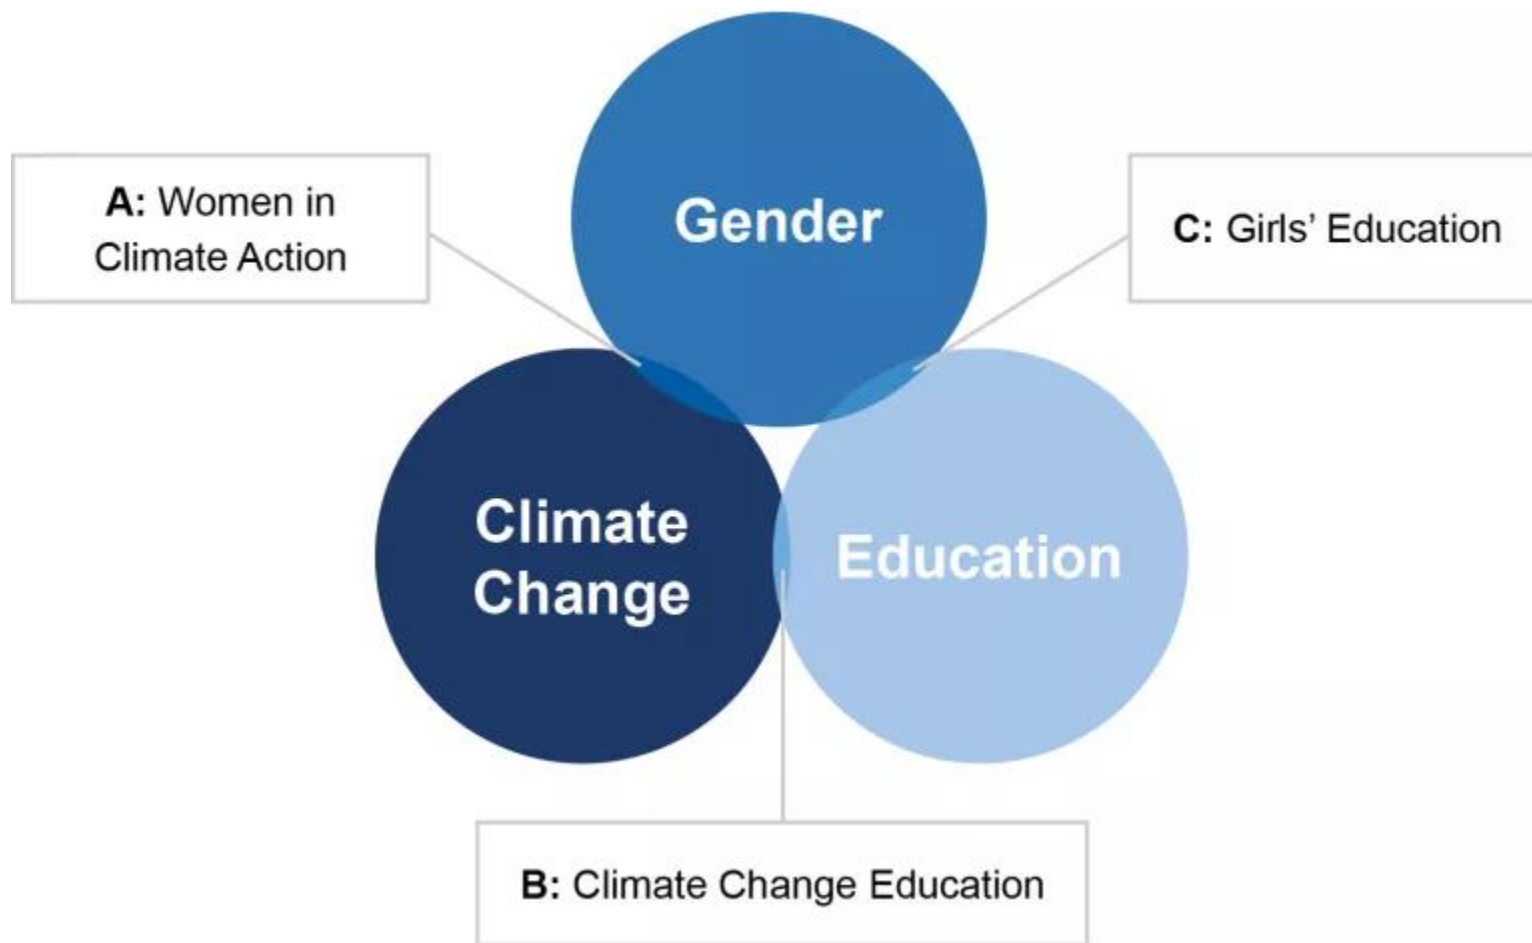 Gender
A: Women in
Climate Action
C: Girls’ Education
Climate
Change
Education
B: Climate Change Education